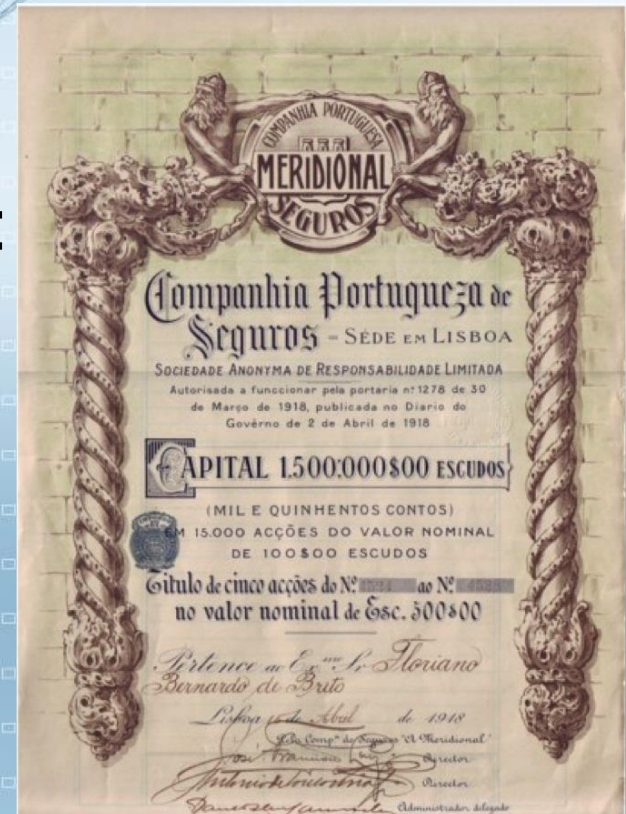 COMPANHIA PORTUGUESA
MERIDIONAL
SEGUROS
Companhia Portugueza de
Seguros = SÉDE EM LISBOA
SOCIEDADE ANONYMA DE RESPONSABILIDADE LIMITADA
Autorisada a funccionar pela portaria nº 1278 de 30
de Março de 1918, publicada no Diario do
Govêrno de 2 de Abril de 1918
CAPITAL 1.500:000$00 ESCUDOS
(MIL E QUINHENTOS CONTOS)
EM 15.000 ACÇÕES DO VALOR NOMINAL
DE 100$00 ESCUDOS
Titulo de cinco acções do Nº ao Nº
no valor nominal de Esc. 500$00
Pertence ao Exmo Sr Floriano
Bernardo de Brito
Lisboa de Abril de 1918
Pela Compª de Seguros "A Meridional"
Director
Director
Administrador delegado